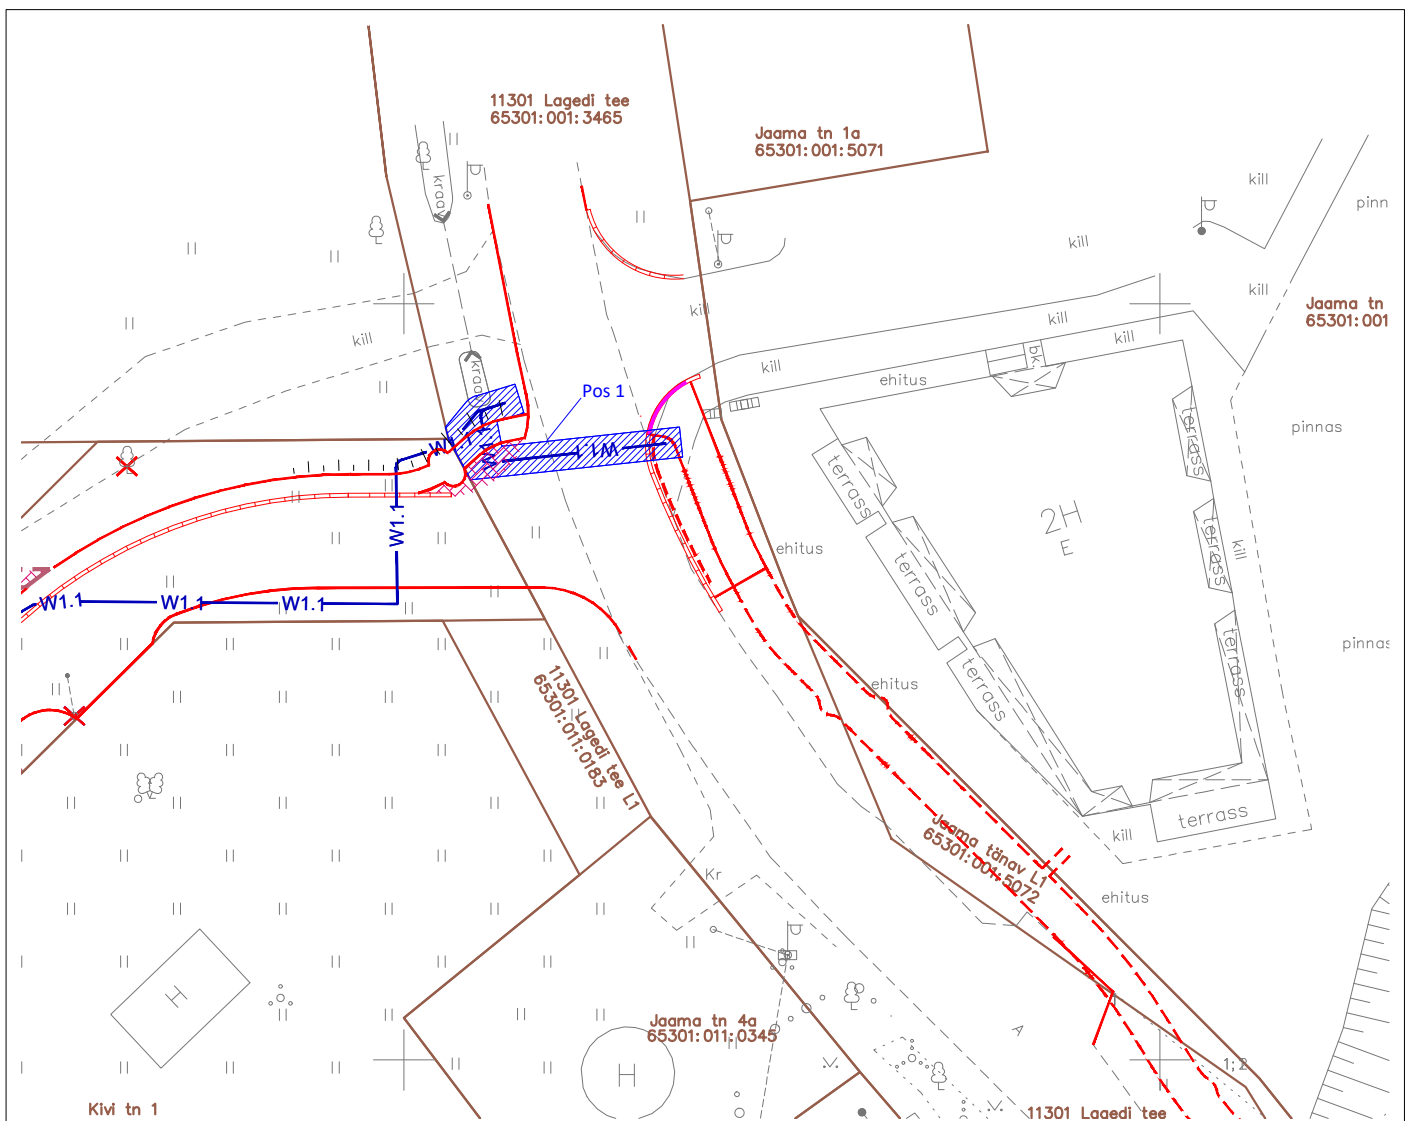 11301 Lagedi tee
65301:001:3465
Jaama tn 1a
65301:001:5071
kill
pinn
kraav
kill
kill
kill
kill
Jaama tn
65301:001
kill
kill
kill
kill
bk
ehitus
kraav
Pos 1
terrass
pinnas
W1.1
terrass
2H
E
W1.1
ehitus
terrass
kill
terrass
W1.1
W1.1
W1.1
terrass
pinnas
terrass
ehitus
11301 Lagedi tee L1
65301:011:0183
terrass
kill
Jaama tänav L1
65301:001:5072
Kr
ehitus
H
Jaama tn 4a
65301:011:0345
A
H
1;2
Kivi tn 1
11301 Lagedi tee